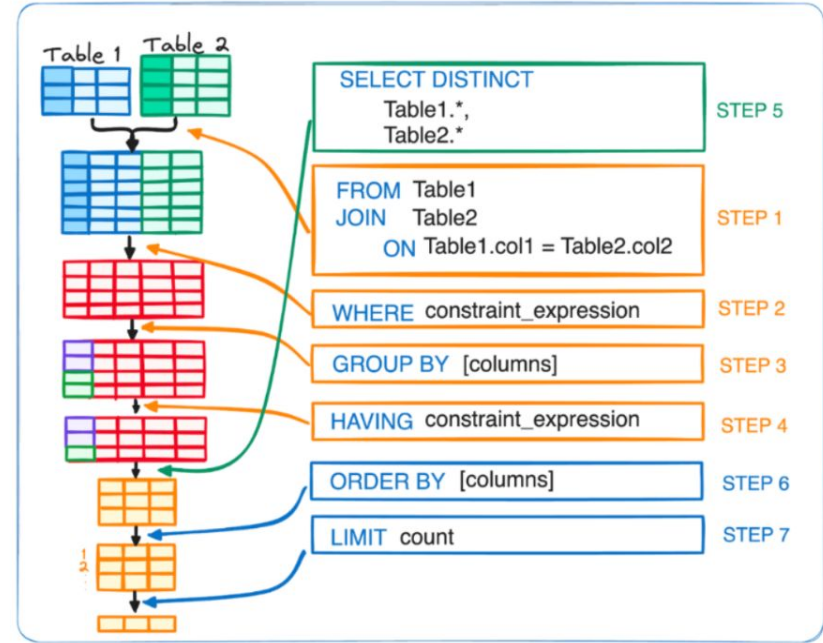 Table 1
Table 2
SELECT DISTINCT
Table1.*,
Table2.*
STEP 5
FROM Table1
JOIN Table2
ON Table1.col1 = Table2.col2
STEP 1
WHERE constraint_expression
STEP 2
GROUP BY [columns]
STEP 3
HAVING constraint_expression
STEP 4
ORDER BY [columns]
STEP 6
LIMIT count
STEP 7
1
2